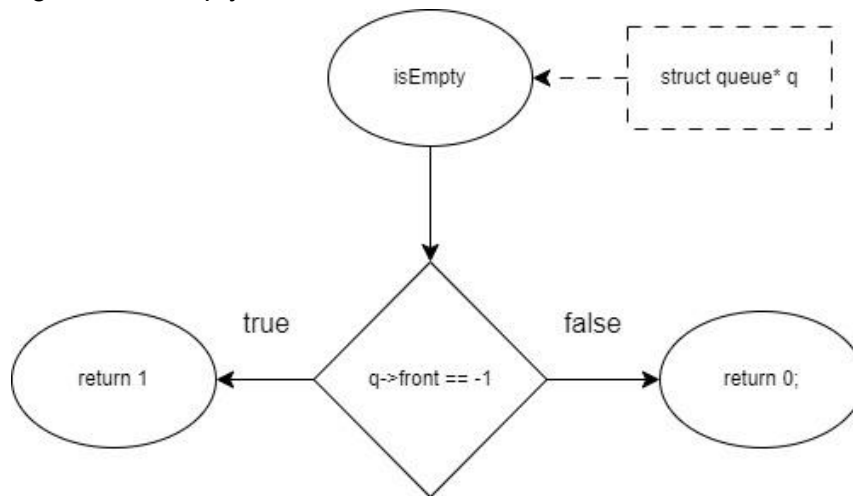 isEmpty
struct queue* q
true
false
return 1
q->front == -1
return 0;